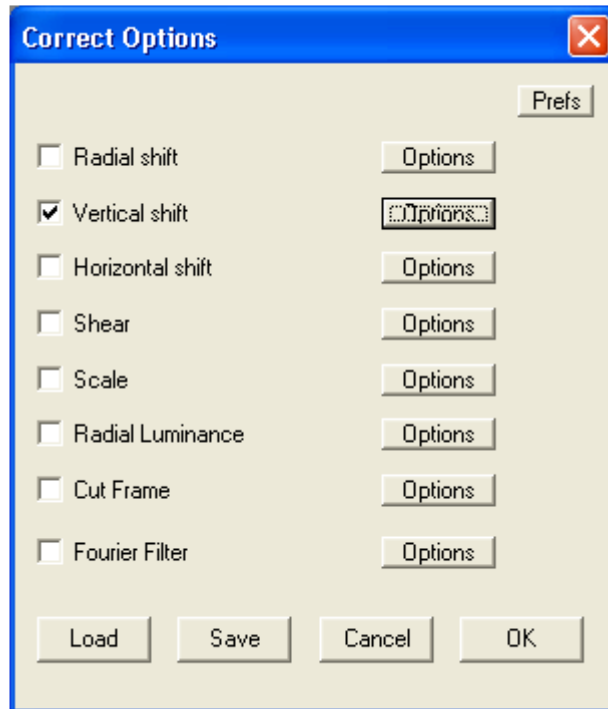 Correct Options
Prefs
Radial shift Options
Vertical shift Options
Horizontal shift Options
Shear Options
Scale Options
Radial Luminance Options
Cut Frame Options
Fourier Filter Options
Load Save Cancel OK